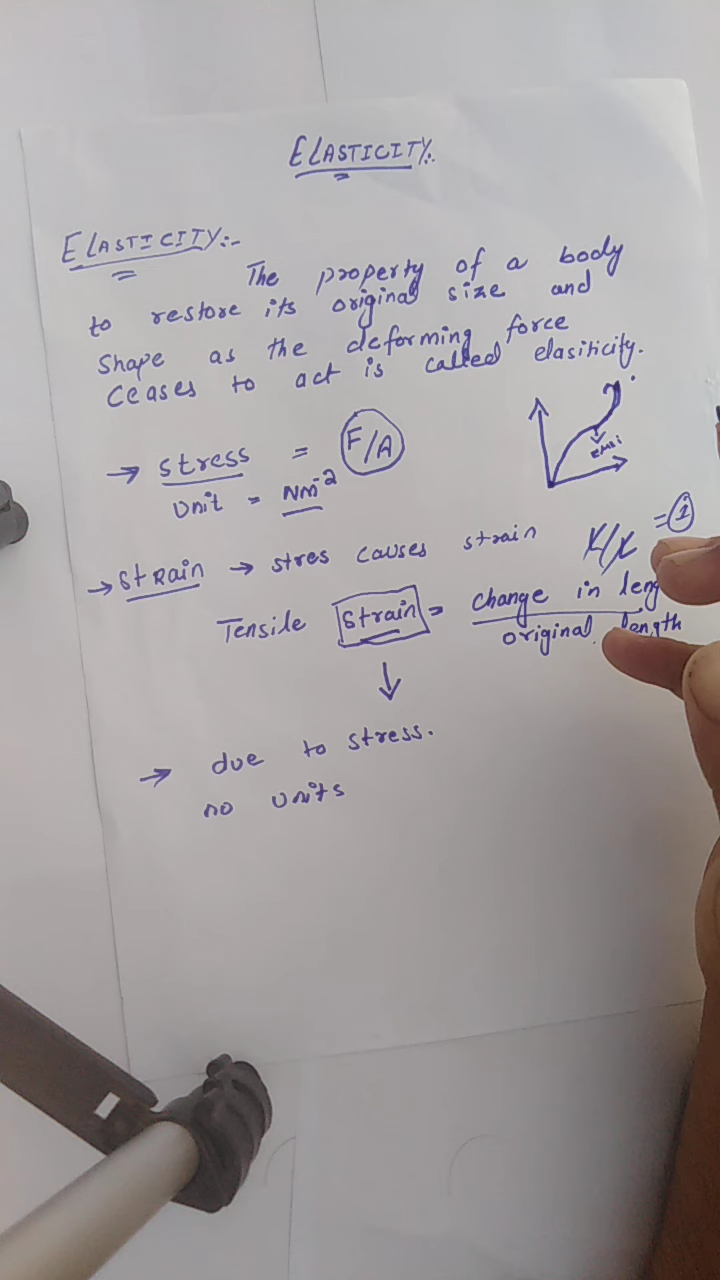 ELASTICITY:
ELASTICITY:-
The property of a body
to restore its original size and
shape as the deforming force
ceases to act is called elasiticity.
→ stress = F/A
Unit = Nm-2
→ Strain → stres causes strain
= 1
Tensile Strain = change in leng
original length
↓
→ due to stress.
no units